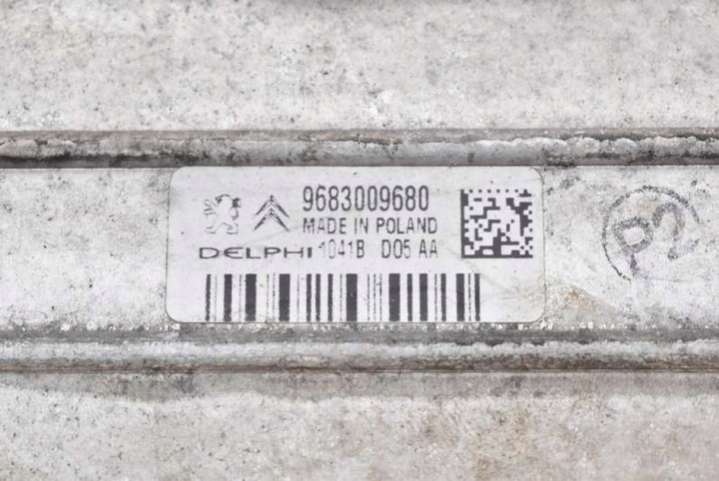 9683009680
MADE IN POLAND
DELPHI 1041B D05 AA
P2